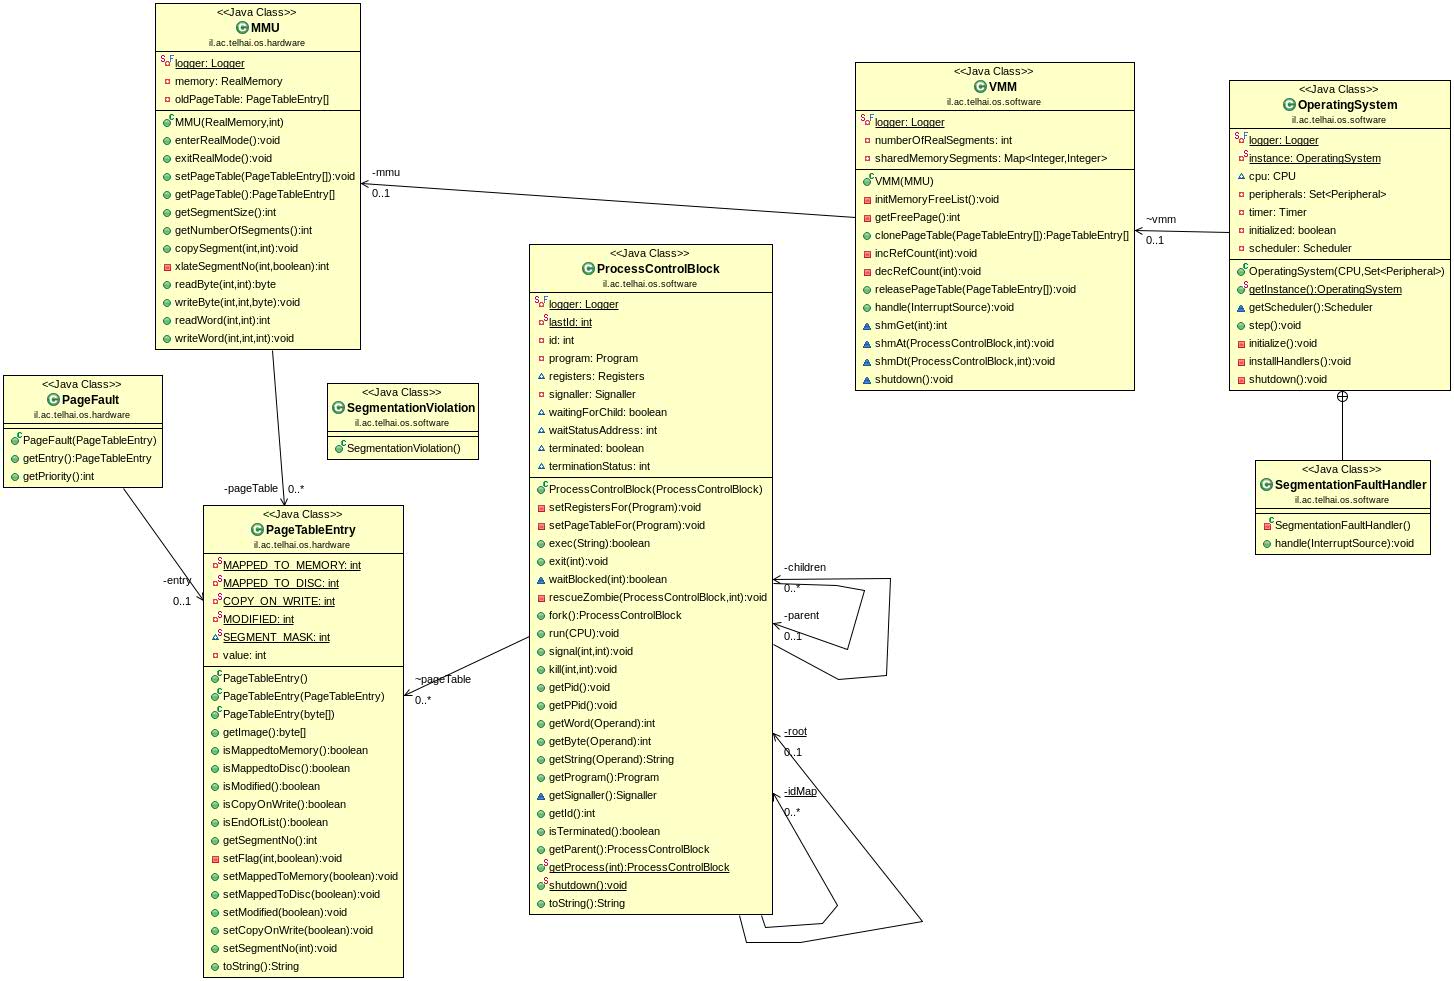 <<Java Class>>
MMU
il.ac.telhai.os.hardware
logger: Logger
memory: RealMemory
oldPageTable: PageTableEntry[]
MMU(RealMemory,int)
enterRealMode():void
exitRealMode():void
setPageTable(PageTableEntry[]):void
getPageTable():PageTableEntry[]
getSegmentSize():int
getNumberOfSegments():int
copySegment(int,int):void
xlateSegmentNo(int,boolean):int
readByte(int,int):byte
writeByte(int,int,byte):void
readWord(int,int):int
writeWord(int,int,int):void
-mmu
0..1
<<Java Class>>
VMM
il.ac.telhai.os.software
logger: Logger
numberOfRealSegments: int
sharedMemorySegments: Map<Integer,Integer>
VMM(MMU)
initMemoryFreeList():void
getFreePage():int
clonePageTable(PageTableEntry[]):PageTableEntry[]
incRefCount(int):void
decRefCount(int):void
releasePageTable(PageTableEntry[]):void
handle(InterruptSource):void
shmGet(int):int
shmAt(ProcessControlBlock,int):void
shmDt(ProcessControlBlock,int):void
shutdown():void
~vmm
0..1
<<Java Class>>
OperatingSystem
il.ac.telhai.os.software
logger: Logger
instance: OperatingSystem
cpu: CPU
peripherals: Set<Peripheral>
timer: Timer
initialized: boolean
scheduler: Scheduler
OperatingSystem(CPU,Set<Peripheral>)
getInstance():OperatingSystem
getScheduler():Scheduler
step():void
initialize():void
installHandlers():void
shutdown():void
<<Java Class>>
SegmentationFaultHandler
il.ac.telhai.os.software
SegmentationFaultHandler()
handle(InterruptSource):void
<<Java Class>>
PageFault
il.ac.telhai.os.hardware
PageFault(PageTableEntry)
getEntry():PageTableEntry
getPriority():int
-entry
0..1
<<Java Class>>
SegmentationViolation
il.ac.telhai.os.software
SegmentationViolation()
-pageTable
0..*
<<Java Class>>
PageTableEntry
il.ac.telhai.os.hardware
MAPPED_TO_MEMORY: int
MAPPED_TO_DISC: int
COPY_ON_WRITE: int
MODIFIED: int
SEGMENT_MASK: int
value: int
PageTableEntry()
PageTableEntry(PageTableEntry)
PageTableEntry(byte[])
getImage():byte[]
isMappedtoMemory():boolean
isMappedtoDisc():boolean
isModified():boolean
isCopyOnWrite():boolean
isEndOfList():boolean
getSegmentNo():int
setFlag(int,boolean):void
setMappedToMemory(boolean):void
setMappedToDisc(boolean):void
setModified(boolean):void
setCopyOnWrite(boolean):void
setSegmentNo(int):void
toString():String
~pageTable
0..*
<<Java Class>>
ProcessControlBlock
il.ac.telhai.os.software
logger: Logger
lastId: int
id: int
program: Program
registers: Registers
signaller: Signaller
waitingForChild: boolean
waitStatusAddress: int
terminated: boolean
terminationStatus: int
ProcessControlBlock(ProcessControlBlock)
setRegistersFor(Program):void
setPageTableFor(Program):void
exec(String):boolean
exit(int):void
waitBlocked(int):boolean
rescueZombie(ProcessControlBlock,int):void
fork():ProcessControlBlock
run(CPU):void
signal(int,int):void
kill(int,int):void
getPid():void
getPPid():void
getWord(Operand):int
getByte(Operand):int
getString(Operand):String
getProgram():Program
getSignaller():Signaller
getId():int
isTerminated():boolean
getParent():ProcessControlBlock
getProcess(int):ProcessControlBlock
shutdown():void
toString():String
-children
0..*
-parent
0..1
-root
0..1
-idMap
0..*